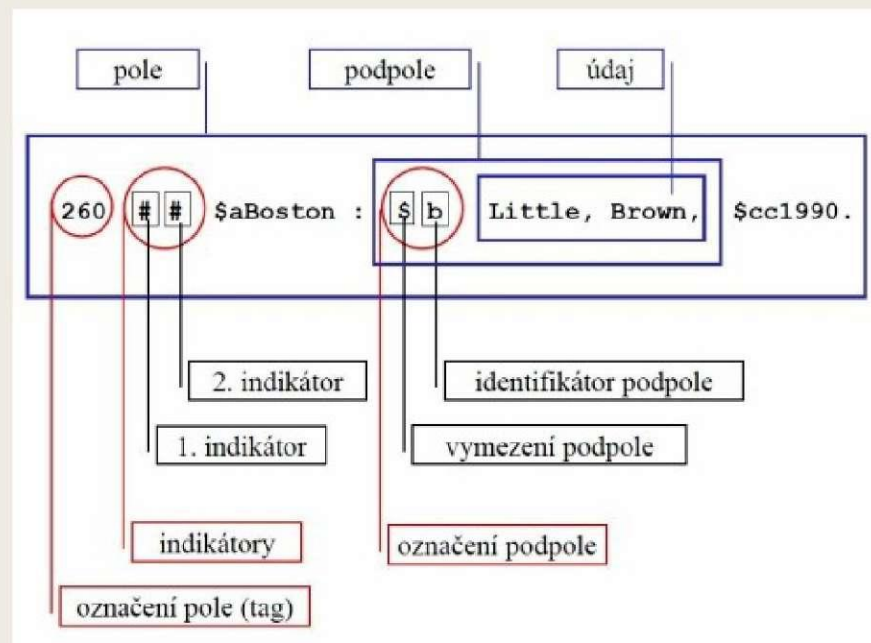 pole podpole údaj
260 # # $aBoston : $ b Little, Brown, $cc1990.
2. indikátor identifikátor podpole
1. indikátor vymezení podpole
indikátory označení podpole
označení pole (tag)